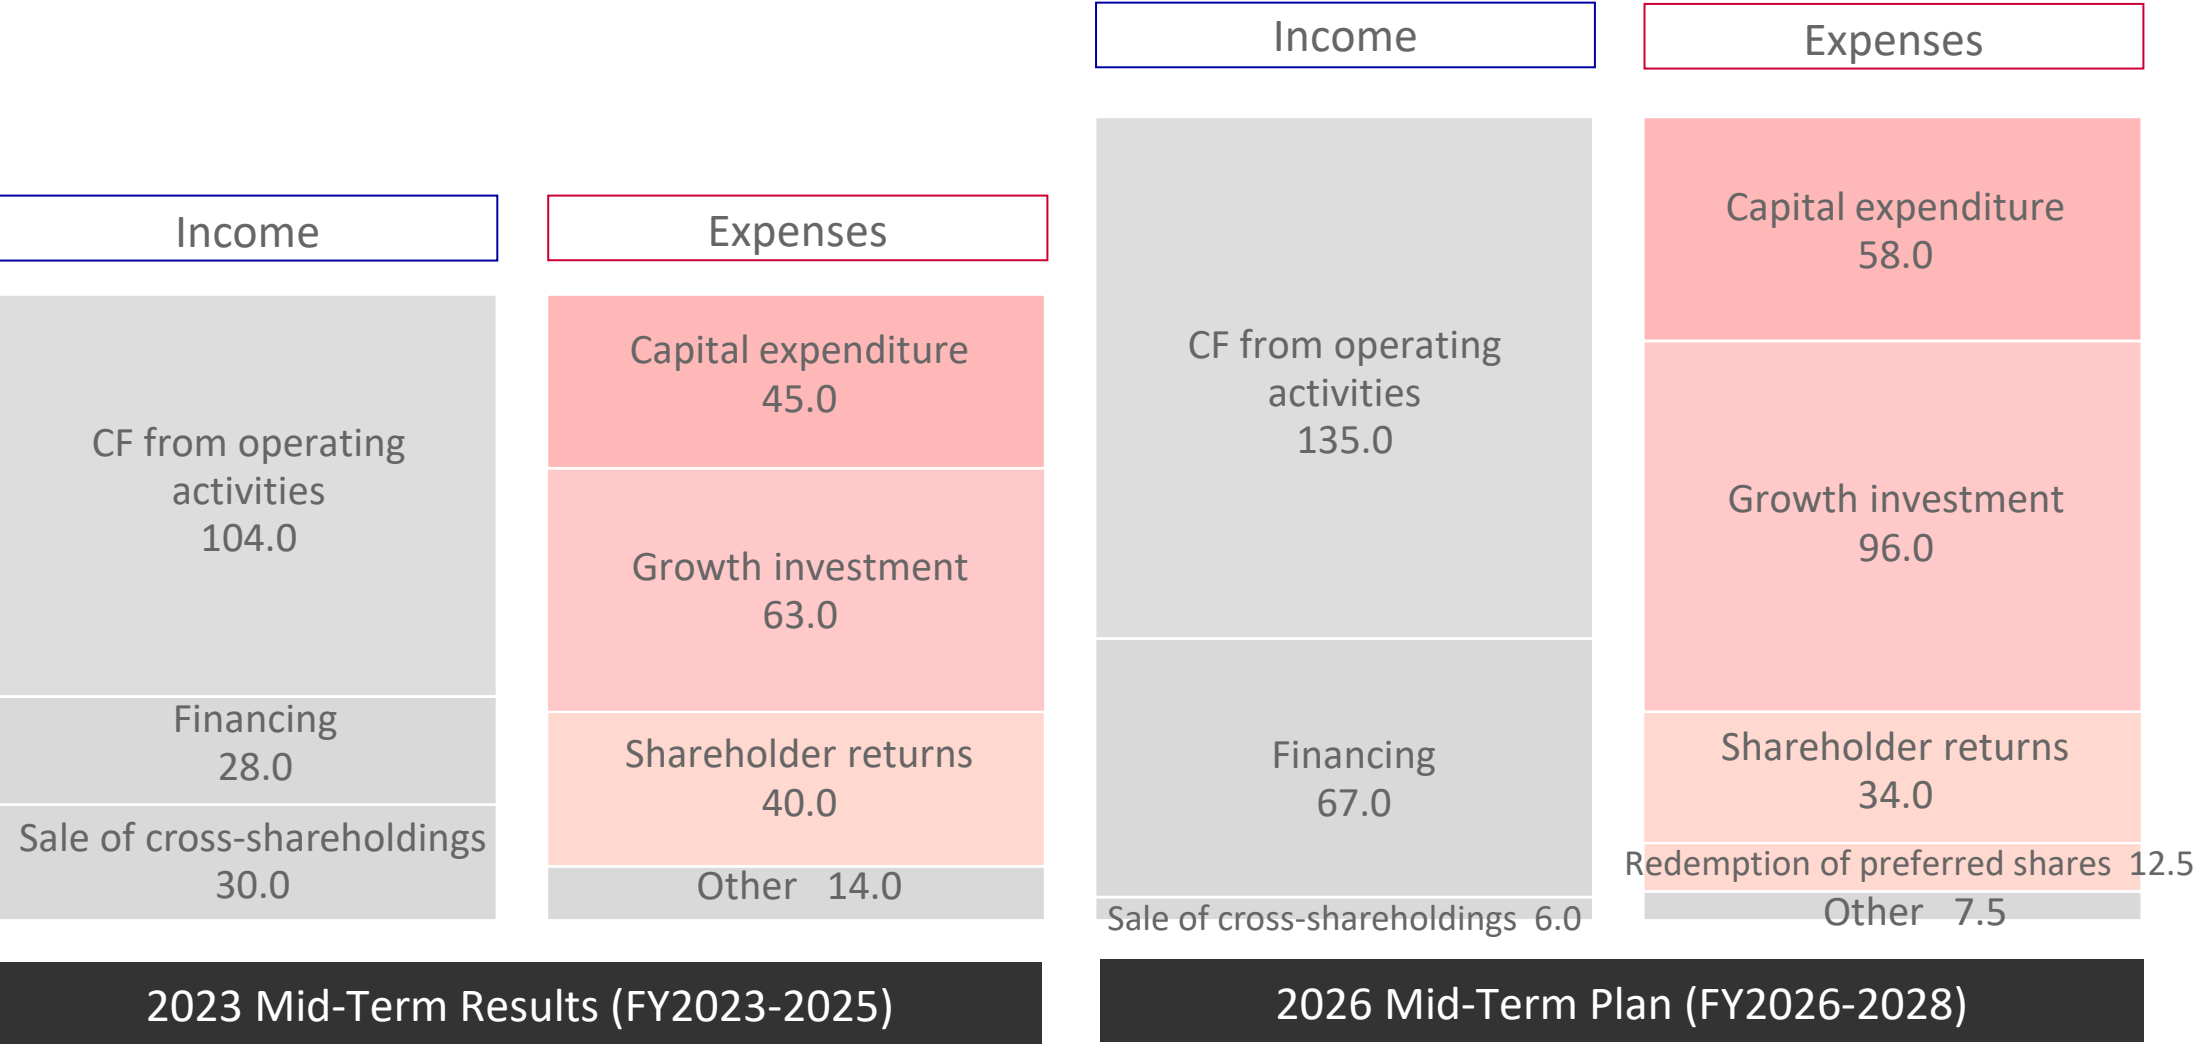 Income
Expenses
CF from operating
activities
104.0
Financing
28.0
Sale of cross-shareholdings
30.0
Capital expenditure
45.0
Growth investment
63.0
Shareholder returns
40.0
Other 14.0
2023 Mid-Term Results (FY2023-2025)
Income
Expenses
CF from operating
activities
135.0
Financing
67.0
Sale of cross-shareholdings 6.0
Capital expenditure
58.0
Growth investment
96.0
Shareholder returns
34.0
Redemption of preferred shares 12.5
Other 7.5
2026 Mid-Term Plan (FY2026-2028)